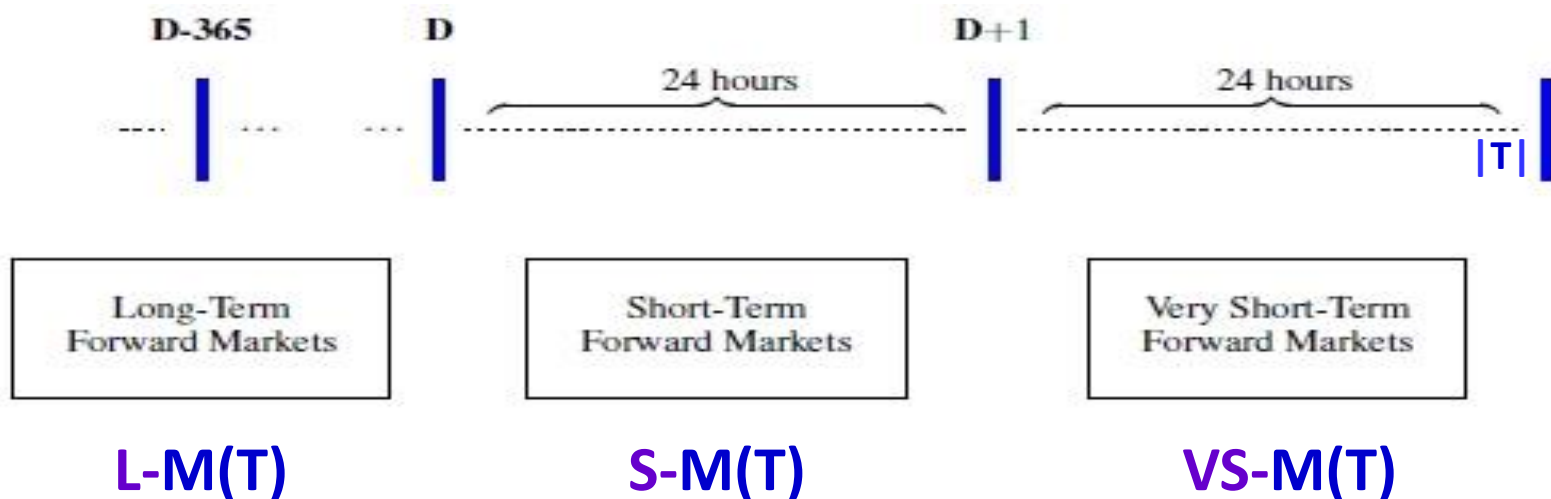 D-365 D D+1
24 hours 24 hours
|T|
Long-Term Short-Term Very Short-Term
Forward Markets Forward Markets Forward Markets
L-M(T) S-M(T) VS-M(T)